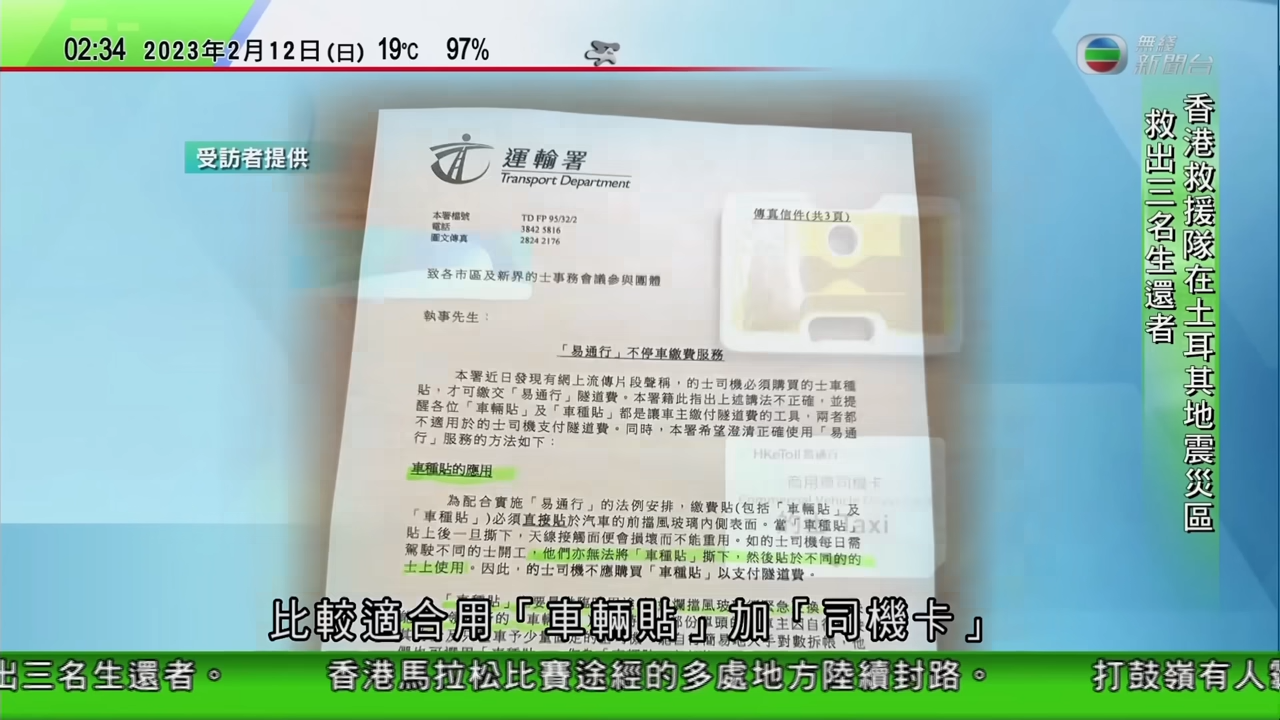 02:34 2023年2月12日(日) 19℃ 97%
無綫
新聞台
香港救援隊在土耳其地震災區
救出三名生還者
受訪者提供
運輸署
Transport Department
本署檔號 TD FP 95/32/2
電話 3842 5816
圖文傳真 2824 2176
傳真信件(共3頁)
致各市區及新界的士事務會議參與團體
執事先生：
「易通行」不停車繳費服務
本署近日發現有網上流傳片段聲稱，的士司機必須購買的士車種
貼，才可繳交「易通行」隧道費。本署籍此指出上述講法不正確，並提
醒各位「車輛貼」及「車種貼」都是讓車主繳付隧道費的工具，兩者都
不適用於的士司機支付隧道費。同時，本署希望澄清正確使用「易通
行」服務的方法如下：
HKeToll 易通行
商用車司機卡
Commercial Vehicle
Taxi
車種貼的應用
為配合實施「易通行」的法例安排，繳費貼(包括「車輛貼」及
「車種貼」)必須直接貼於汽車的前擋風玻璃內側表面。當「車種貼」
貼上後一旦撕下，天線接觸面便會損壞而不能重用。如的士司機每日需
駕駛不同的士開工，他們亦無法將「車種貼」撕下，然後貼於不同的的
士上使用。因此，的士司機不應購買「車種貼」以支付隧道費。
「車種貼」
比較適合用「車輛貼」加「司機卡」
出三名生還者。 香港馬拉松比賽途經的多處地方陸續封路。 打鼓嶺有人